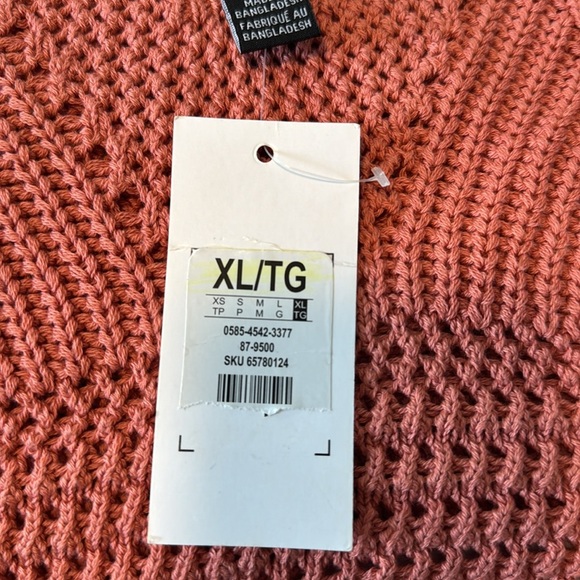 BANGLADESH
FABRIQUÉ AU
BANGLADESH
XL/TG
XS S M L XL
TP P M G TG
0585-4542-3377
87-9500
SKU 65780124